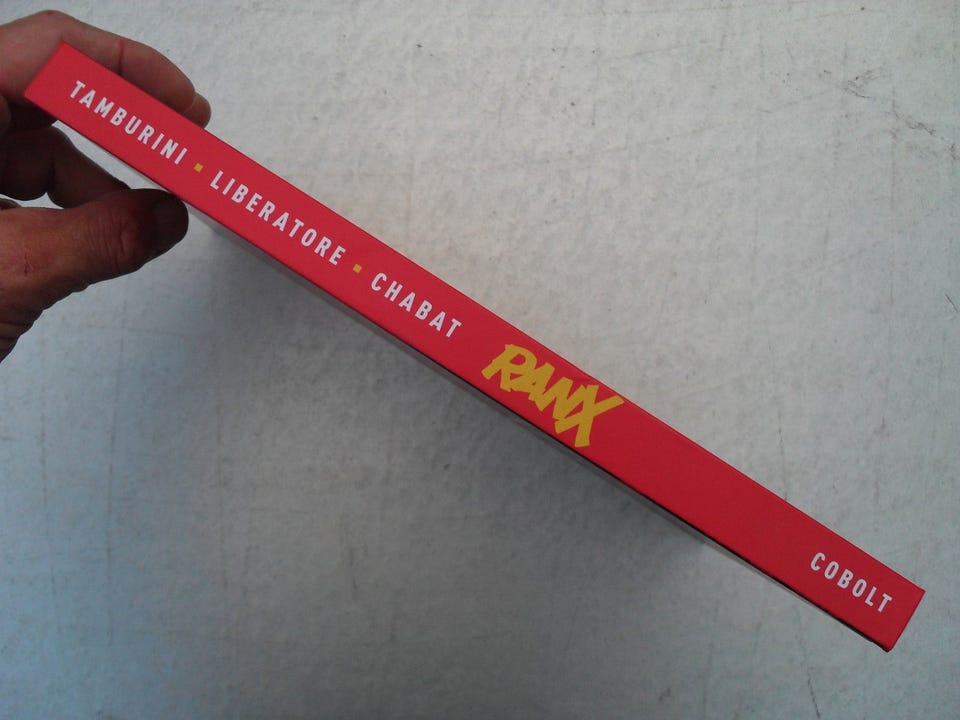 TAMBURINI ▪ LIBERATORE ▪ CHABAT RANX COBOLT